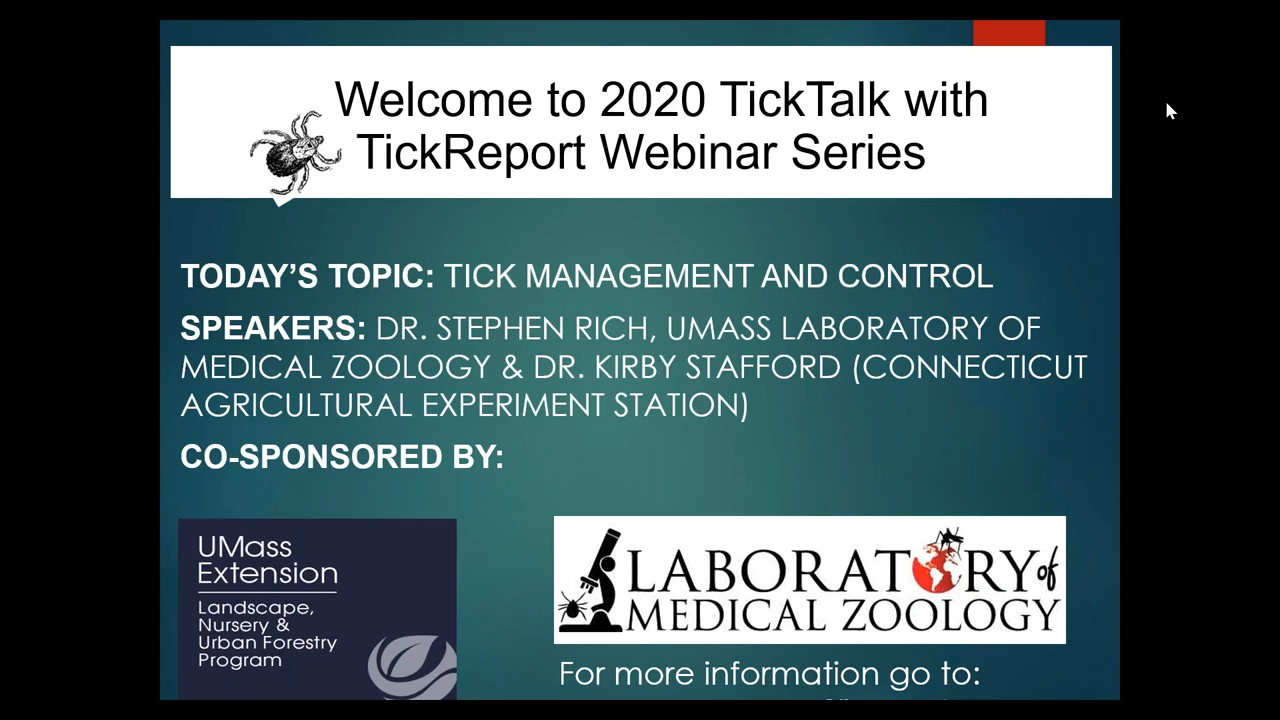 Welcome to 2020 TickTalk with
TickReport Webinar Series
TODAY’S TOPIC: TICK MANAGEMENT AND CONTROL
SPEAKERS: DR. STEPHEN RICH, UMASS LABORATORY OF
MEDICAL ZOOLOGY & DR. KIRBY STAFFORD (CONNECTICUT
AGRICULTURAL EXPERIMENT STATION)
CO-SPONSORED BY:
UMass
Extension
Landscape,
Nursery &
Urban Forestry
Program
LABORATORY of
MEDICAL ZOOLOGY
For more information go to: